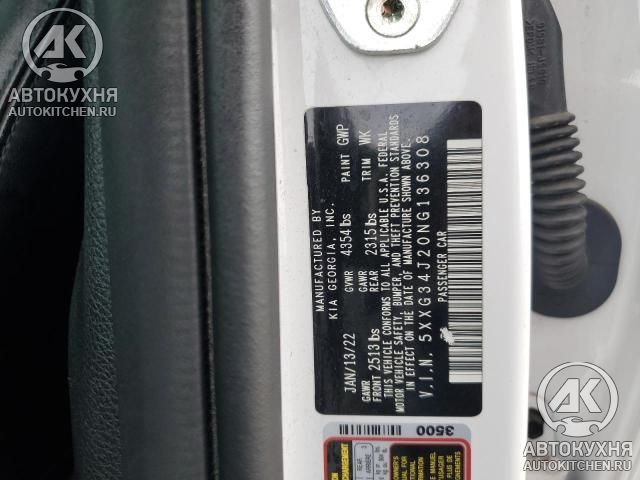 АВТОКУХНЯ
AUTOKITCHEN.RU
MANUFACTURED BY
KIA GEORGIA, INC.
JAN/13/22 GVWR 4354 lbs PAINT GWP
GAWR FRONT 2513 lbs GAWR REAR 2315 lbs TRIM WK
THIS VEHICLE CONFORMS TO ALL APPLICABLE U.S.A. FEDERAL
MOTOR VEHICLE SAFETY, BUMPER, AND THEFT PREVENTION STANDARDS
IN EFFECT ON THE DATE OF MANUFACTURE SHOWN ABOVE.
V.I.N. 5XXG34J20NG136308
PASSENGER CAR
3500
REAR
ARRIÈRE
АВТОКУХНЯ
AUTOKITCHEN.RU